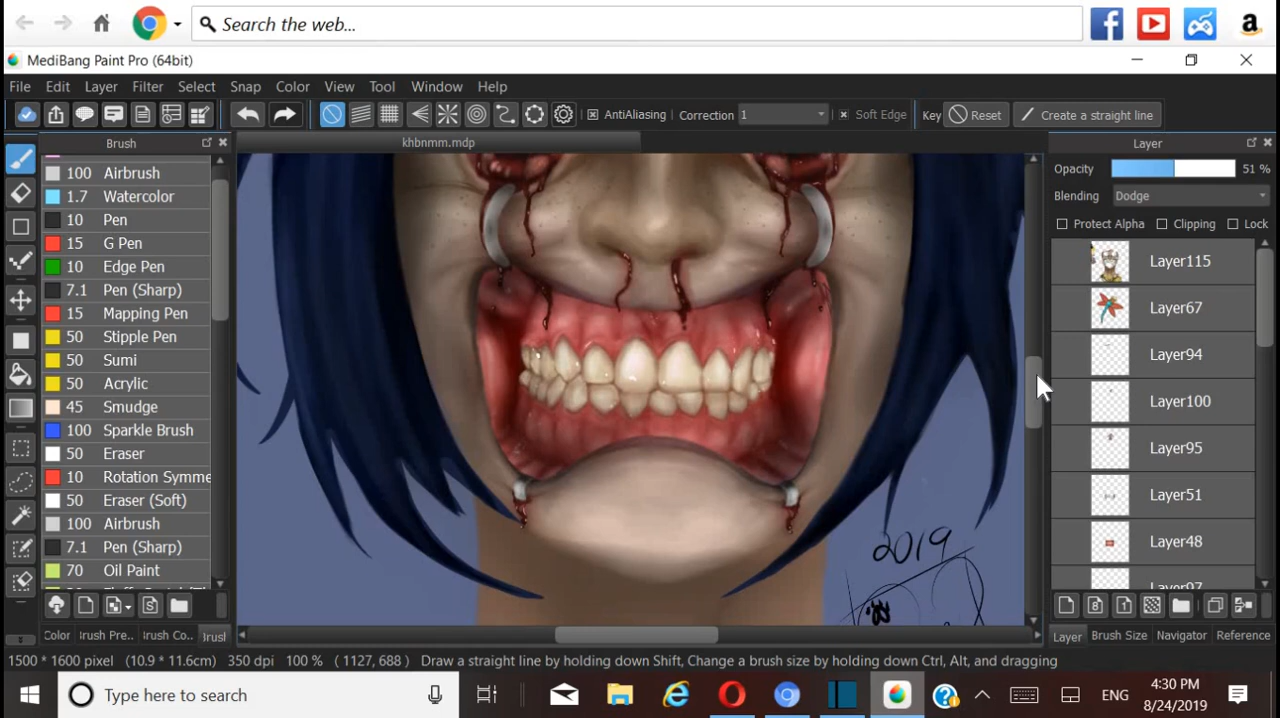 Search the web...
MediBang Paint Pro (64bit)
File Edit Layer Filter Select Snap Color View Tool Window Help
AntiAliasing Correction 1 Soft Edge Key Reset Create a straight line
Brush khbnmm.mdp Layer
100 Airbrush
1.7 Watercolor
10 Pen
15 G Pen
10 Edge Pen
7.1 Pen (Sharp)
15 Mapping Pen
50 Stipple Pen
50 Sumi
50 Acrylic
45 Smudge
100 Sparkle Brush
50 Eraser
10 Rotation Symme
50 Eraser (Soft)
100 Airbrush
7.1 Pen (Sharp)
70 Oil Paint
Color Brush Pre... Brush Co... Brush
2019
Opacity 51 %
Blending Dodge
Protect Alpha Clipping Lock
Layer115
Layer67
Layer94
Layer100
Layer95
Layer51
Layer48
Layer97
Layer Brush Size Navigator Reference
1500 * 1600 pixel (10.9 * 11.6cm) 350 dpi 100 % ( 1127, 688 ) Draw a straight line by holding down Shift, Change a brush size by holding down Ctrl, Alt, and dragging
Type here to search
ENG
4:30 PM
8/24/2019